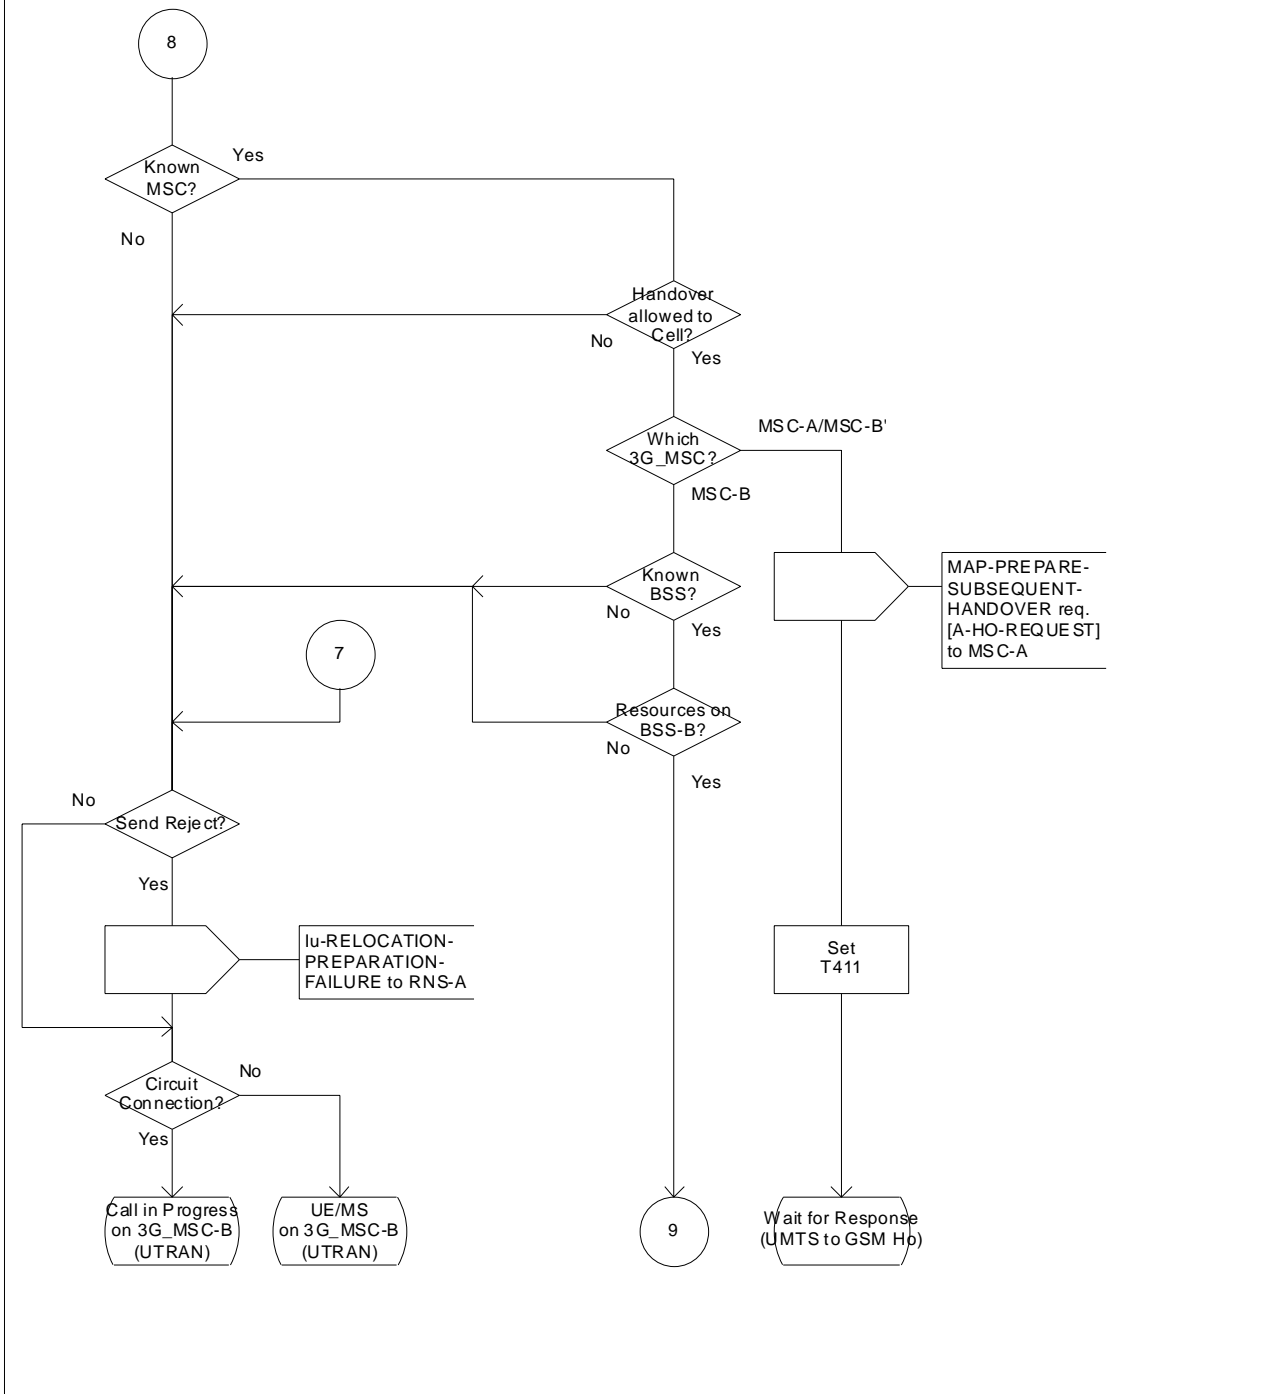 8
Known
MSC?
Yes
No
Handover
allowed to
Cell?
No
Yes
Which
3G_MSC?
MSC-A/MSC-B'
MSC-B
Known
BSS?
No
Yes
MAP-PREPARE-
SUBSEQUENT-
HANDOVER req.
[A-HO-REQUEST]
to MSC-A
7
Resources on
BSS-B?
No
Yes
No
Send Reject?
Yes
Iu-RELOCATION-
PREPARATION-
FAILURE to RNS-A
Set
T411
Circuit
Connection?
No
Yes
Call in Progress
on 3G_MSC-B
(UTRAN)
UE/MS
on 3G_MSC-B
(UTRAN)
9
Wait for Response
(UMTS to GSM Ho)